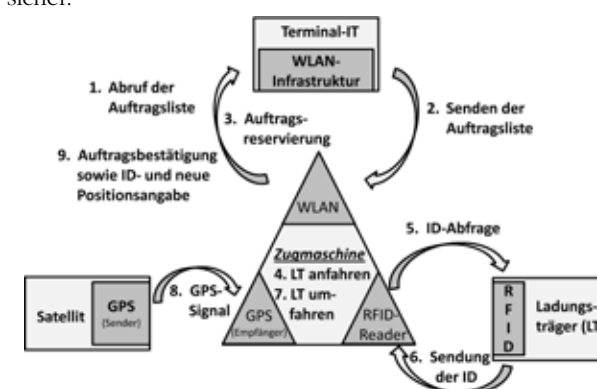 sicher.
Terminal-IT
WLAN-
Infrastruktur
1. Abruf der
Auftragsliste
3. Auftrags-
reservierung
2. Senden der
Auftragsliste
9. Auftragsbestätigung
sowie ID- und neue
Positionsangabe
WLAN
5. ID-Abfrage
Zugmaschine
4. LT anfahren
7. LT um-
fahren
8. GPS-
Signal
Satellit
GPS
(Sender)
GPS
(Empfänger)
RFID-
Reader
RFID
Ladungs-
träger (LT
6. Sendung
der ID